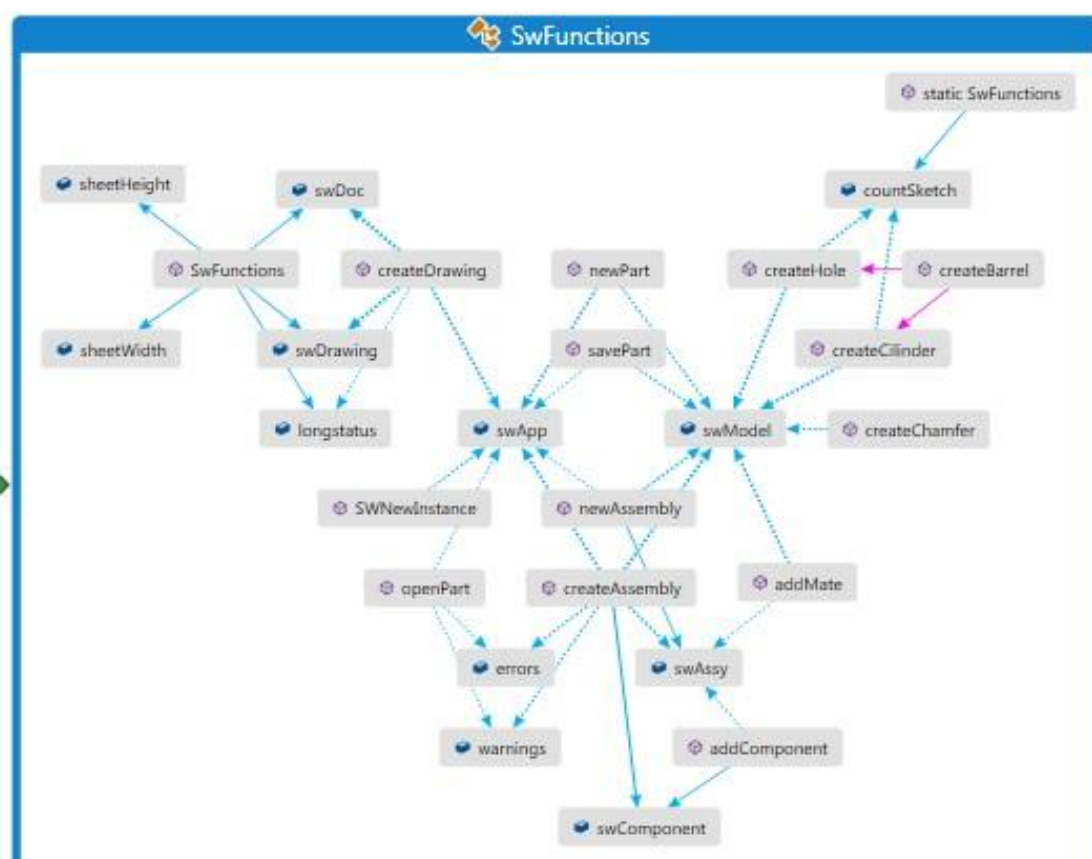 SwFunctions
static SwFunctions
sheetHeight
swDoc
countSketch
SwFunctions
createDrawing
newPart
createHole
createBarrel
sheetWidth
swDrawing
savePart
createCilinder
longstatus
swApp
swModel
createChamfer
SWNewInstance
newAssembly
openPart
createAssembly
addMate
errors
swAssy
warnings
addComponent
swComponent